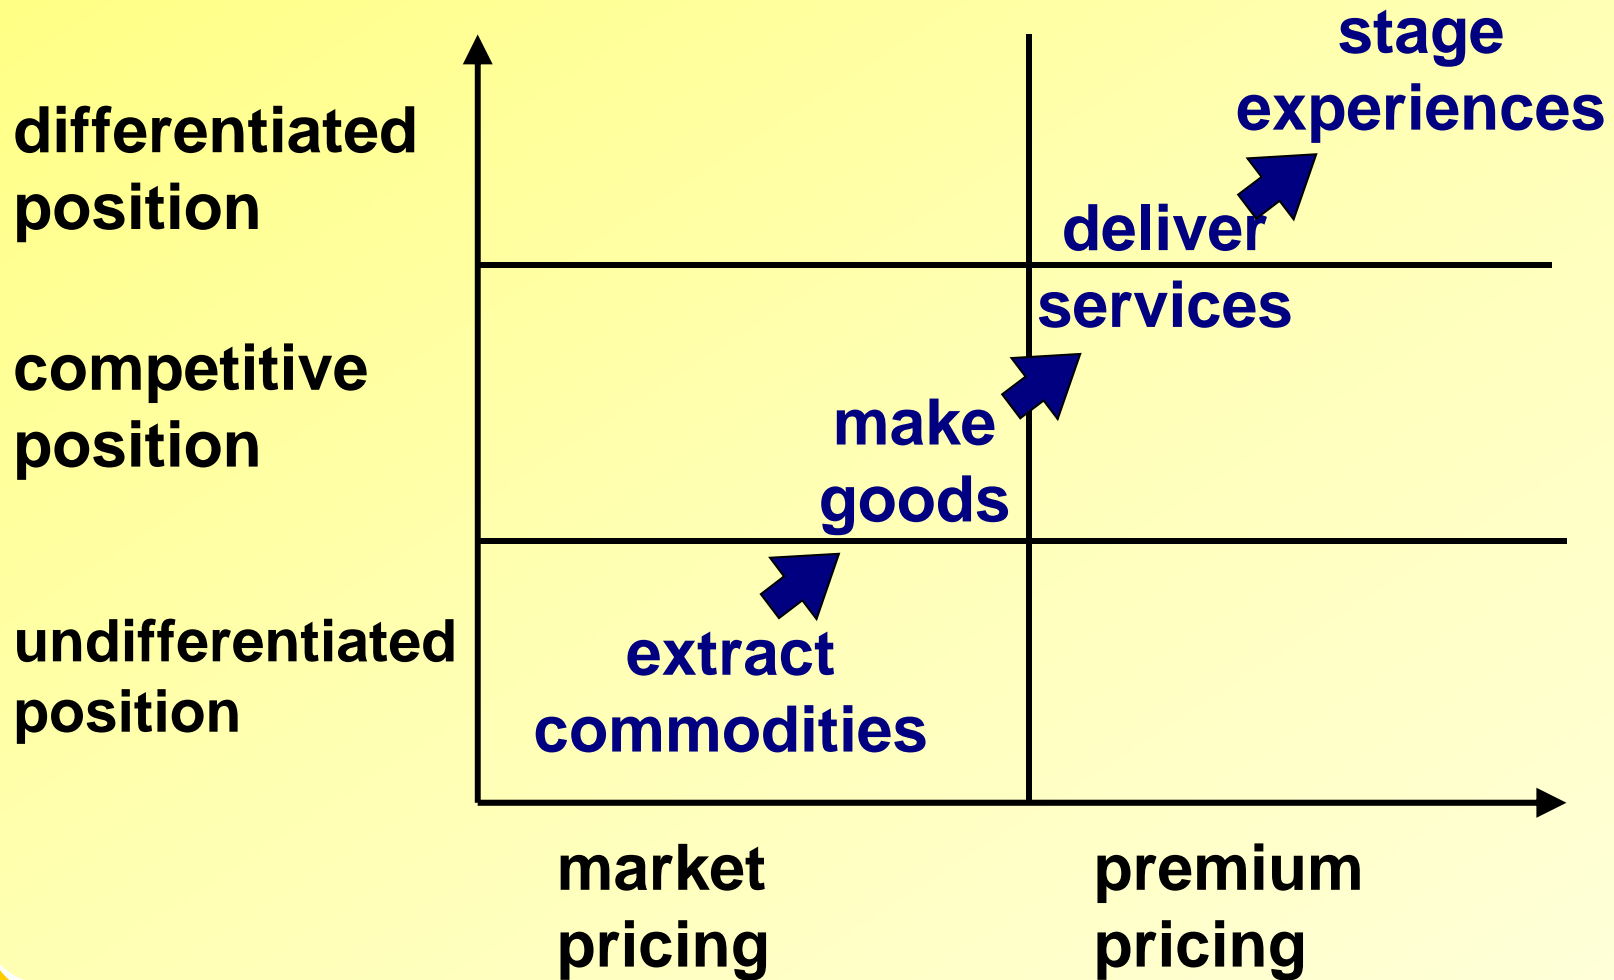 stage
experiences
differentiated
position
deliver
services
competitive
position
make
goods
undifferentiated
position
extract
commodities
market
pricing
premium
pricing